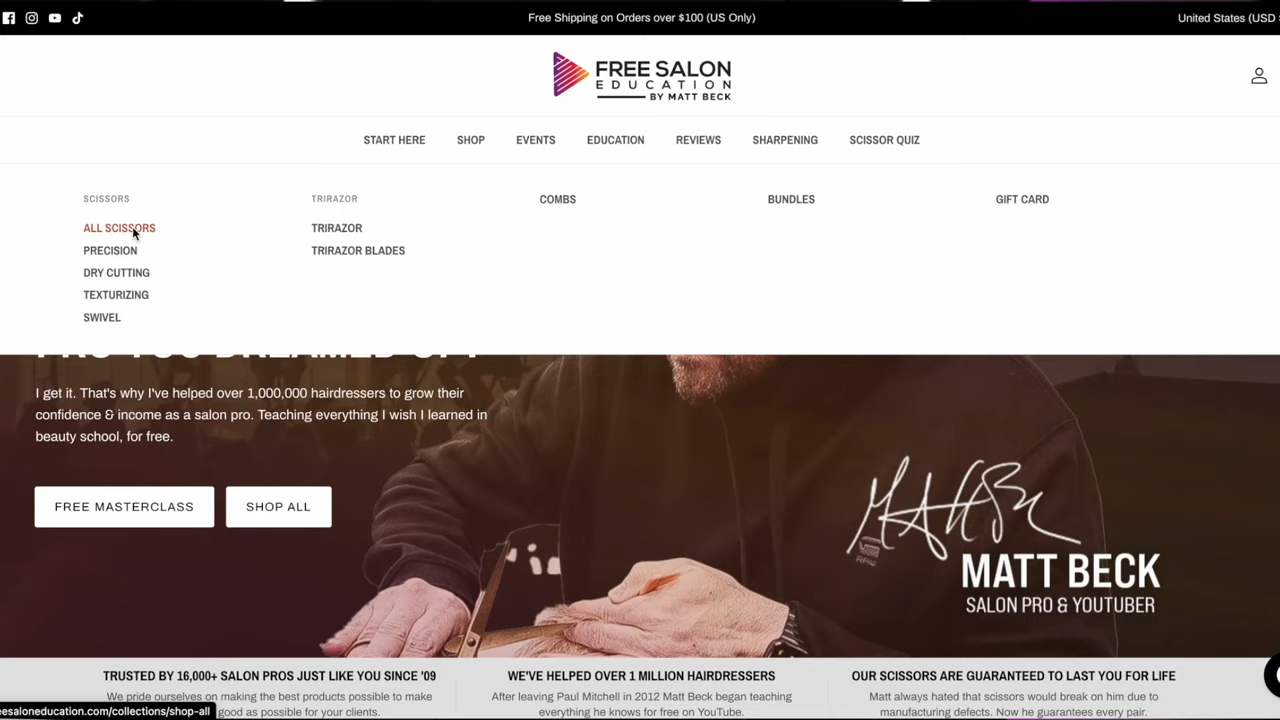 Free Shipping on Orders over $100 (US Only)
United States (USD
FREE SALON
EDUCATION
BY MATT BECK
START HERE
SHOP
EVENTS
EDUCATION
REVIEWS
SHARPENING
SCISSOR QUIZ
SCISSORS
ALL SCISSORS
PRECISION
DRY CUTTING
TEXTURIZING
SWIVEL
TRIRAZOR
TRIRAZOR
TRIRAZOR BLADES
COMBS
BUNDLES
GIFT CARD
I get it. That's why I've helped over 1,000,000 hairdressers to grow their
confidence & income as a salon pro. Teaching everything I wish I learned in
beauty school, for free.
FREE MASTERCLASS
SHOP ALL
MATT BECK
SALON PRO & YOUTUBER
TRUSTED BY 16,000+ SALON PROS JUST LIKE YOU SINCE '09
We pride ourselves on making the best products possible to make
good as possible for your clients.
WE'VE HELPED OVER 1 MILLION HAIRDRESSERS
After leaving Paul Mitchell in 2012 Matt Beck began teaching
everything he knows for free on YouTube.
OUR SCISSORS ARE GUARANTEED TO LAST YOU FOR LIFE
Matt always hated that scissors would break on him due to
manufacturing defects. Now he guarantees every pair.
eesaloneducation.com/collections/shop-all